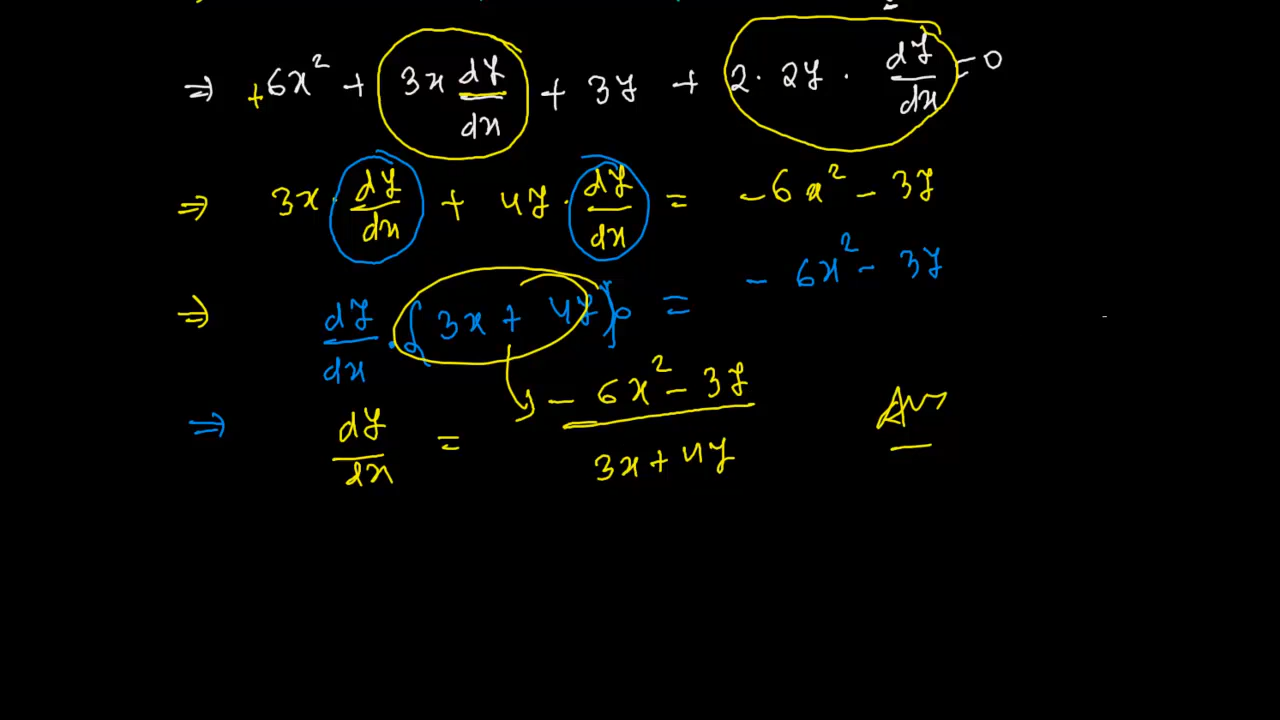 ⇒ +6x² + 3x dy/dx + 3y + 2 · 2y · dy/dx = 0
⇒ 3x · dy/dx + 4y · dy/dx = -6x² - 3y
⇒ dy/dx · {3x + 4y} = -6x² - 3y
⇒ dy/dx = (-6x² - 3y)/(3x + 4y) Ans